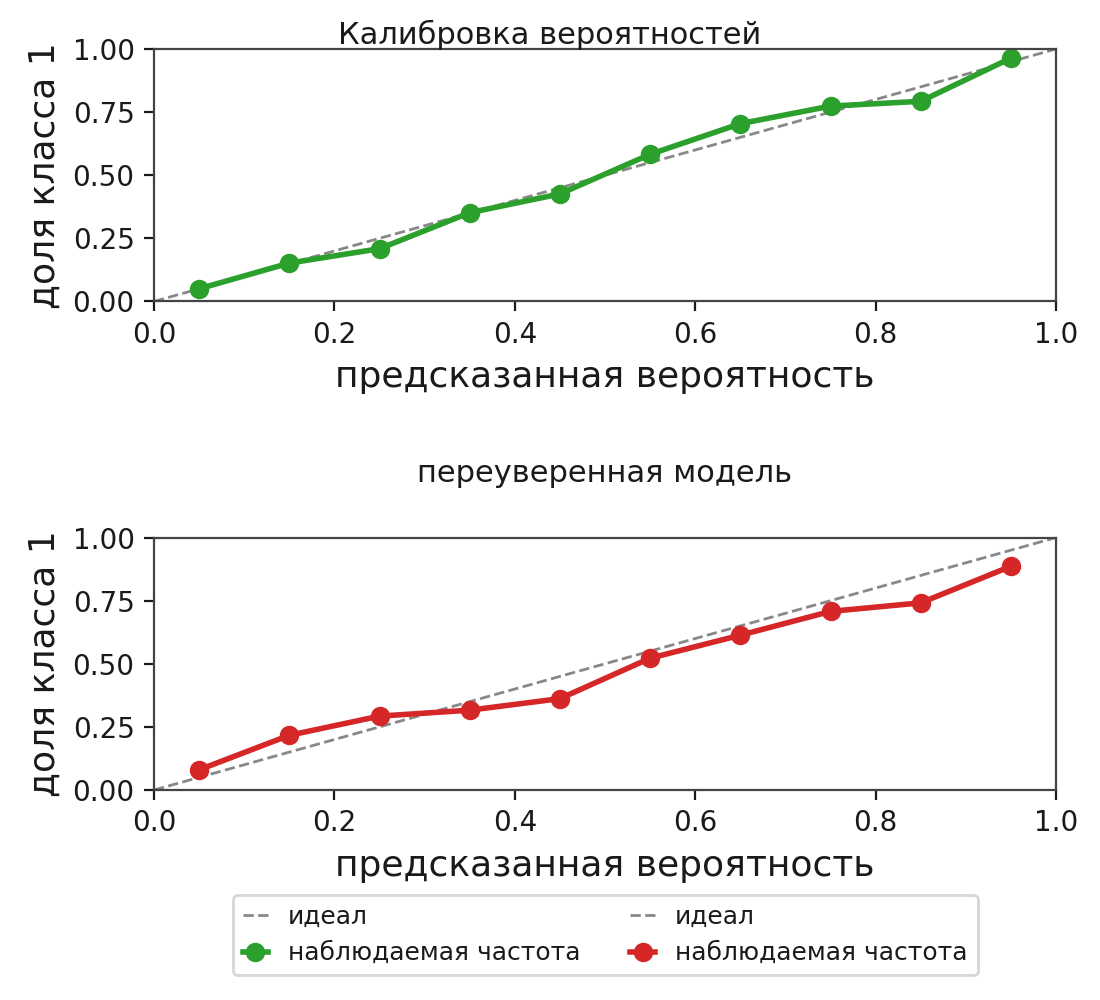 Калибровка вероятностей
доля класса 1
1.00
0.75
0.50
0.25
0.00
0.0 0.2 0.4 0.6 0.8 1.0
предсказанная вероятность
переуверенная модель
доля класса 1
1.00
0.75
0.50
0.25
0.00
0.0 0.2 0.4 0.6 0.8 1.0
предсказанная вероятность
идеал
наблюдаемая частота
идеал
наблюдаемая частота